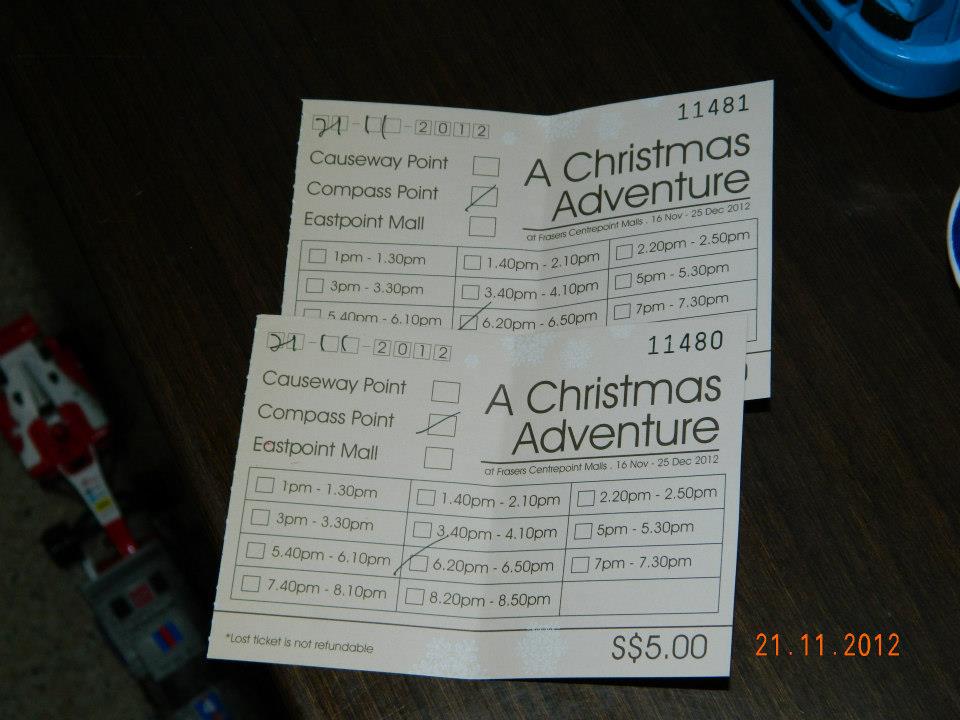 11481
21-11-2012
A Christmas
Adventure
at Frasers Centrepoint Malls . 16 Nov - 25 Dec 2012
Causeway Point
Compass Point
Eastpoint Mall
1pm - 1.30pm 1.40pm - 2.10pm 2.20pm - 2.50pm
3pm - 3.30pm 3.40pm - 4.10pm 5pm - 5.30pm
5.40pm - 6.10pm 6.20pm - 6.50pm 7pm - 7.30pm
11480
21-11-2012
A Christmas
Adventure
at Frasers Centrepoint Malls . 16 Nov - 25 Dec 2012
Causeway Point
Compass Point
Eastpoint Mall
1pm - 1.30pm 1.40pm - 2.10pm 2.20pm - 2.50pm
3pm - 3.30pm 3.40pm - 4.10pm 5pm - 5.30pm
5.40pm - 6.10pm 6.20pm - 6.50pm 7pm - 7.30pm
7.40pm - 8.10pm 8.20pm - 8.50pm
*Lost ticket is not refundable
S$5.00
21.11.2012